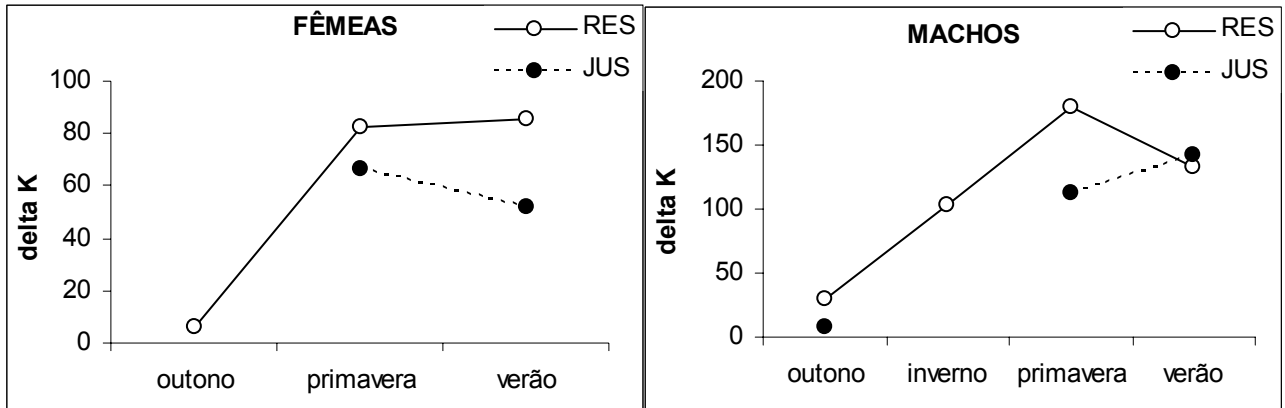 FÊMEAS
RES
JUS
100
80
60
40
20
0
delta K
outono primavera verão
MACHOS
RES
JUS
200
150
100
50
0
delta K
outono inverno primavera verão